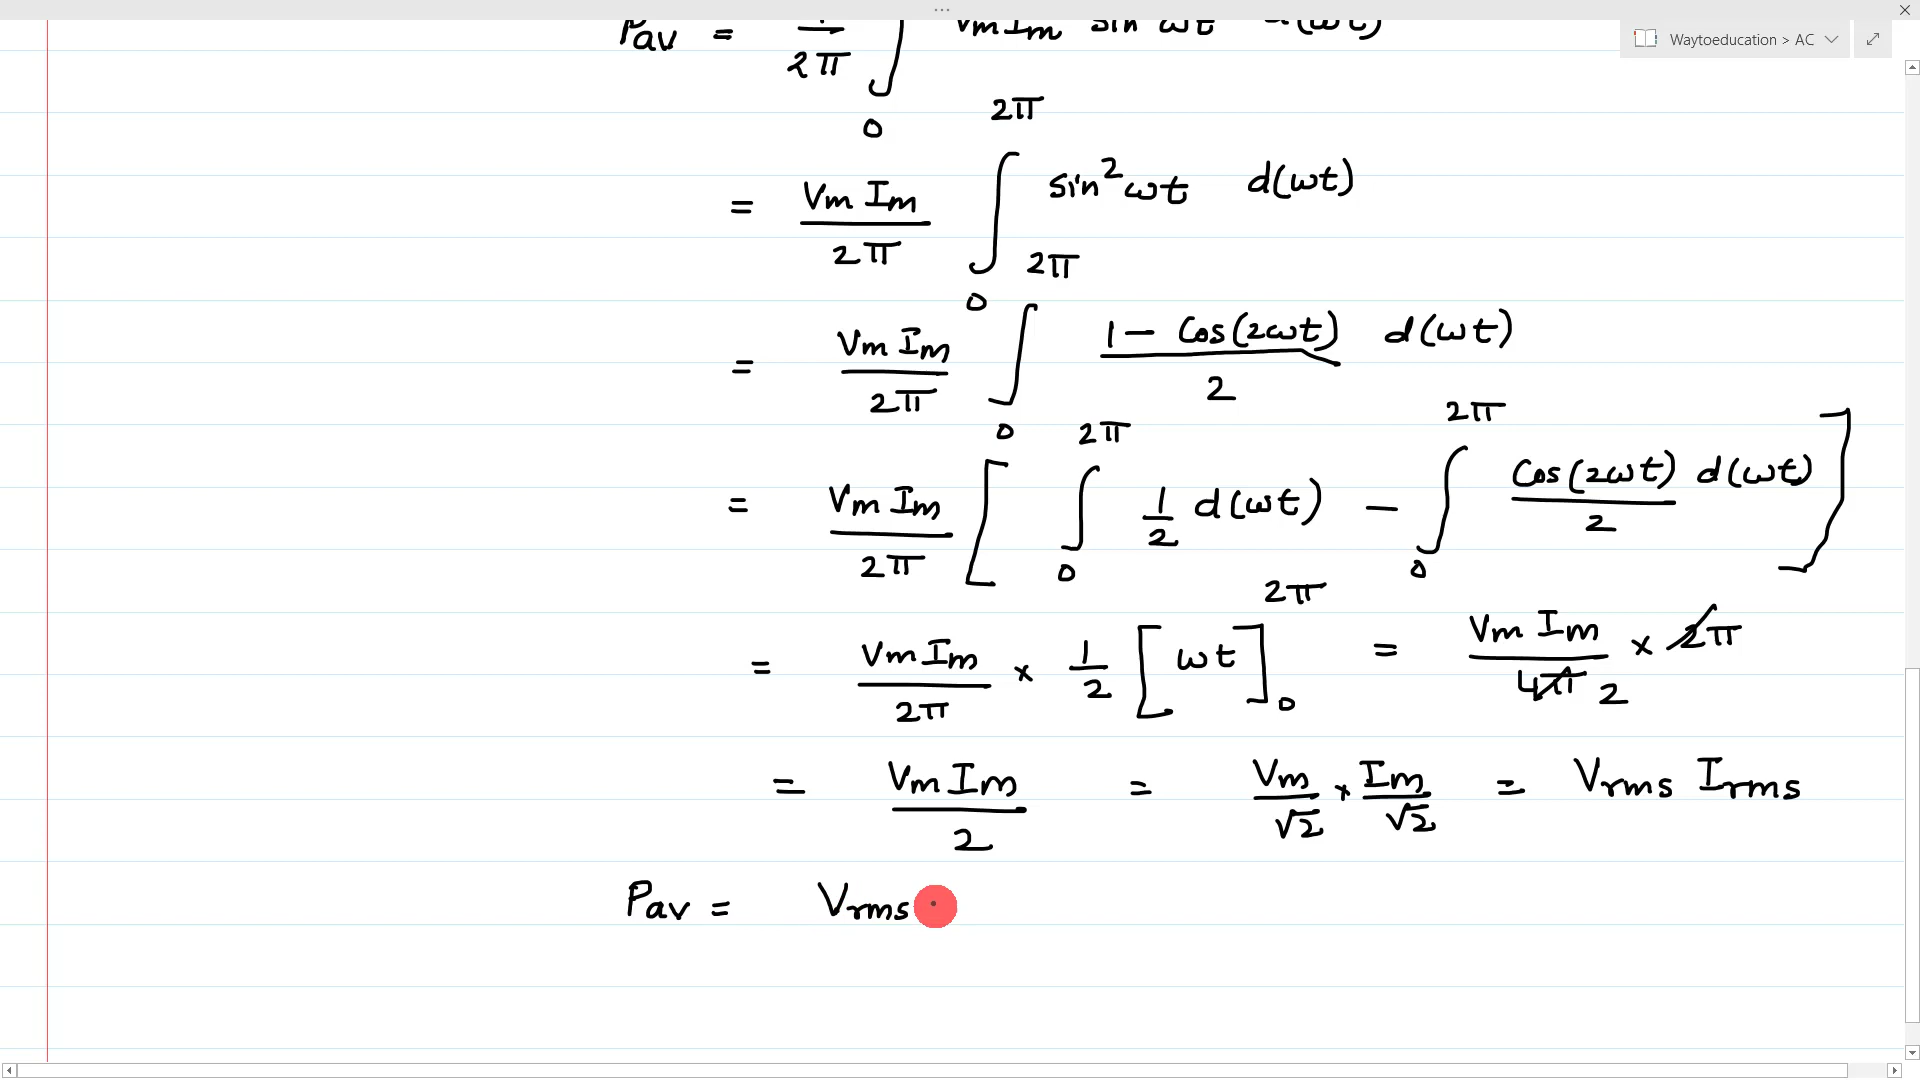 Waytoeducation > AC
Pav = 1/2π ∫₀ VmIm sin ωt d(ωt)
= Vm Im/2π ∫₀^2π sin² ωt d(ωt)
= Vm Im/2π ∫₀^2π 1 - Cos(2ωt)/2 d(ωt)
= Vm Im/2π [ ∫₀^2π 1/2 d(ωt) - ∫₀^2π Cos(2ωt)/2 d(ωt) ]
= Vm Im/2π × 1/2 [ωt]₀^2π = Vm Im/4π 2 × 2π
= Vm Im/2 = Vm/√2 × Im/√2 = Vrms Irms
Pav = Vrms